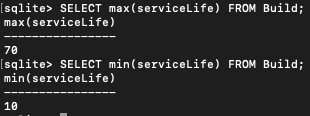 [sqlite> SELECT max(serviceLife) FROM Build;
max(serviceLife)
----------------
70
[sqlite> SELECT min(serviceLife) FROM Build;
min(serviceLife)
----------------
10